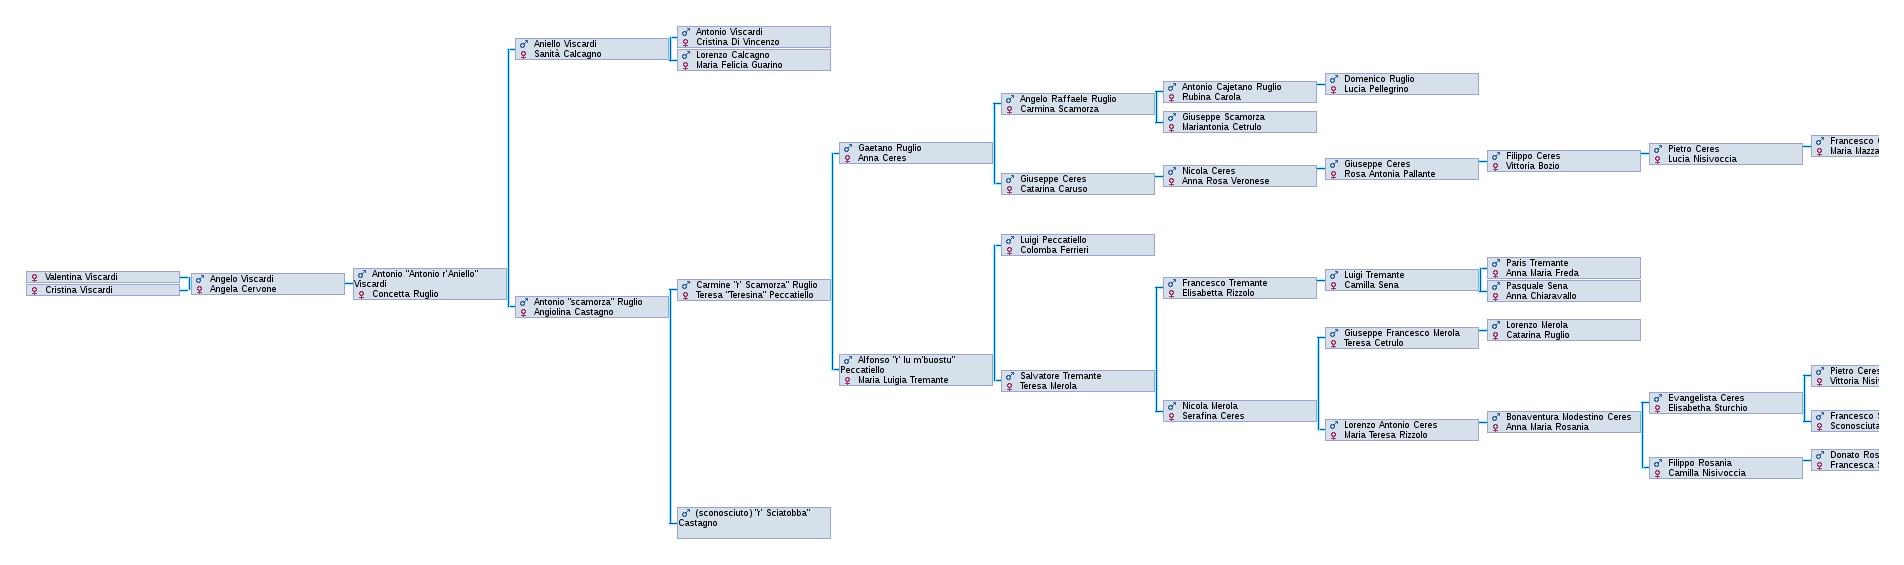 Valentina Viscardi
Cristina Viscardi
Angelo Viscardi
Angela Cervone
Antonio "Antonio r'Aniello"
Viscardi
Concetta Ruglio
Aniello Viscardi
Sanità Calcagno
Antonio "scamorza" Ruglio
Angiolina Castagno
Antonio Viscardi
Cristina Di Vincenzo
Lorenzo Calcagno
Maria Felicia Guarino
Carmine "r' Scamorza" Ruglio
Teresa "Teresina" Peccatiello
(sconosciuto) "r' Sciatobba"
Castagno
Gaetano Ruglio
Anna Ceres
Alfonso "r' lu m'buostu"
Peccatiello
Maria Luigia Tremante
Angelo Raffaele Ruglio
Carmina Scamorza
Giuseppe Ceres
Catarina Caruso
Luigi Peccatiello
Colomba Ferrieri
Salvatore Tremante
Teresa Merola
Antonio Cajetano Ruglio
Rubina Carola
Giuseppe Scamorza
Mariantonia Cetrulo
Nicola Ceres
Anna Rosa Veronese
Francesco Tremante
Elisabetta Rizzolo
Nicola Merola
Serafina Ceres
Domenico Ruglio
Lucia Pellegrino
Giuseppe Ceres
Rosa Antonia Pallante
Luigi Tremante
Camilla Sena
Giuseppe Francesco Merola
Teresa Cetrulo
Lorenzo Antonio Ceres
Maria Teresa Rizzolo
Filippo Ceres
Vittoria Bozio
Paris Tremante
Anna Maria Freda
Pasquale Sena
Anna Chiaravallo
Lorenzo Merola
Catarina Ruglio
Bonaventura Modestino Ceres
Anna Maria Rosania
Pietro Ceres
Lucia Nisivoccia
Evangelista Ceres
Elisabetha Sturchio
Filippo Rosania
Camilla Nisivoccia
Francesco
Maria Mazza
Pietro Ceres
Vittoria Nisi
Francesco
Sconosciuta
Donato Ros
Francesca